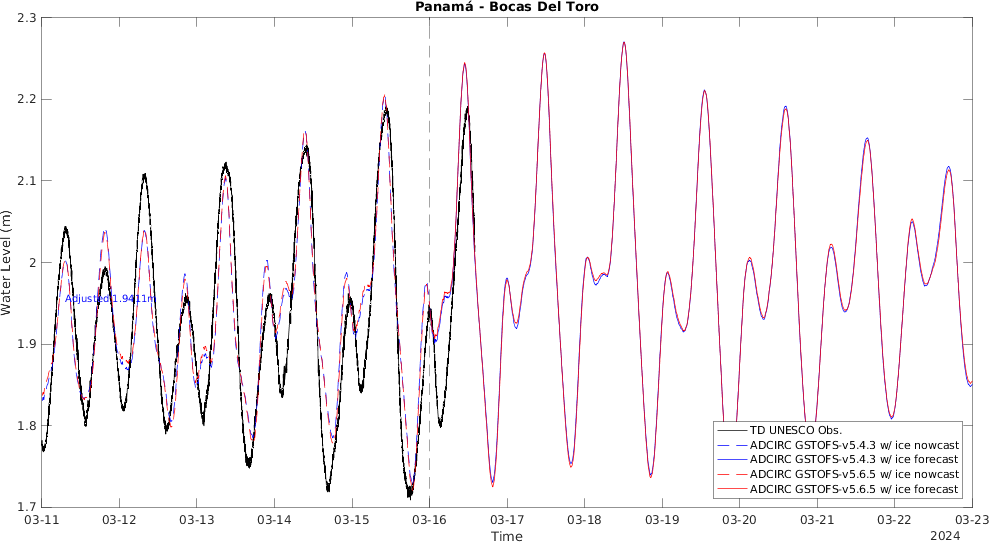 Panamá - Bocas Del Toro
2.3
2.2
2.1
2
1.9
1.8
1.7
Water Level (m)
Adjusted 1.9411m
TD UNESCO Obs.
ADCIRC GSTOFS-v5.4.3 w/ ice nowcast
ADCIRC GSTOFS-v5.4.3 w/ ice forecast
ADCIRC GSTOFS-v5.6.5 w/ ice nowcast
ADCIRC GSTOFS-v5.6.5 w/ ice forecast
03-11 03-12 03-13 03-14 03-15 03-16 03-17 03-18 03-19 03-20 03-21 03-22 03-23
Time
2024